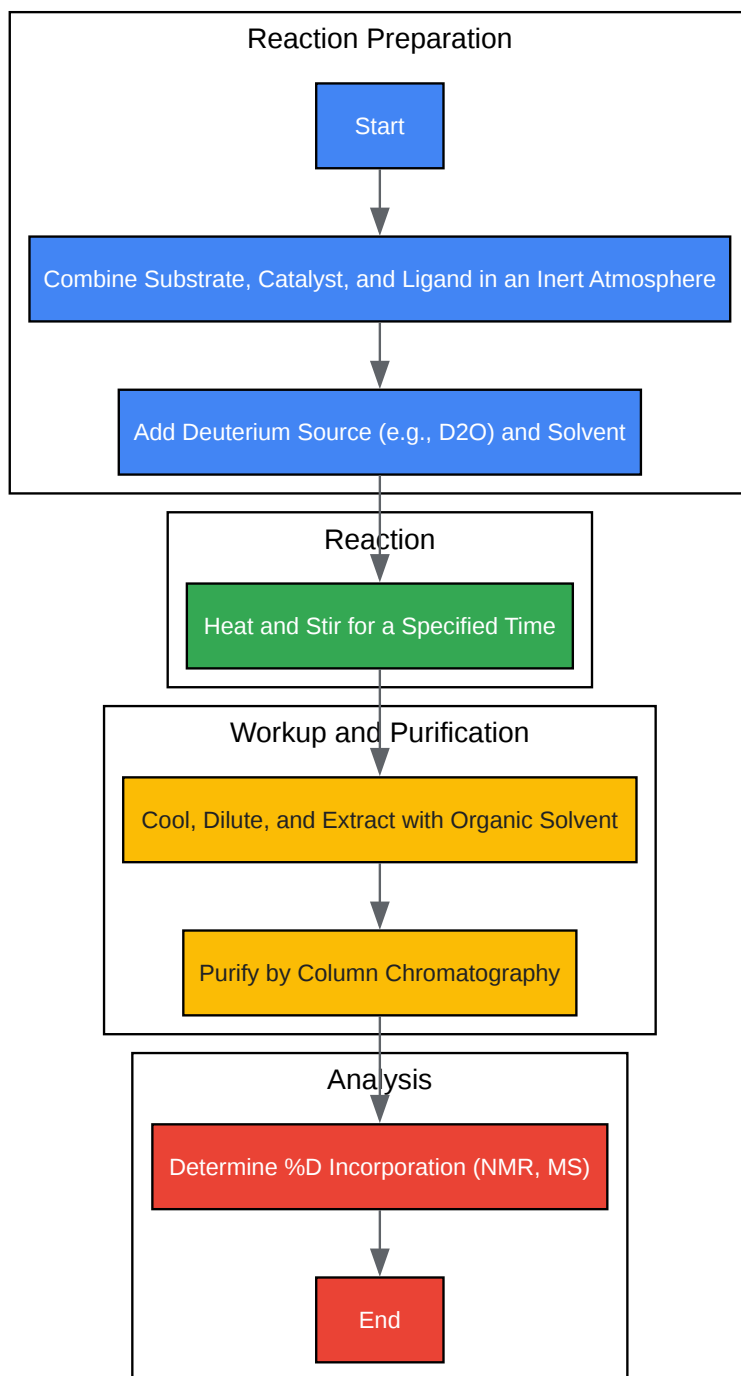 Reaction Preparation
Start
Combine Substrate, Catalyst, and Ligand in an Inert Atmosphere
Add Deuterium Source (e.g., D2O) and Solvent
Reaction
Heat and Stir for a Specified Time
Workup and Purification
Cool, Dilute, and Extract with Organic Solvent
Purify by Column Chromatography
Analysis
Determine %D Incorporation (NMR, MS)
End